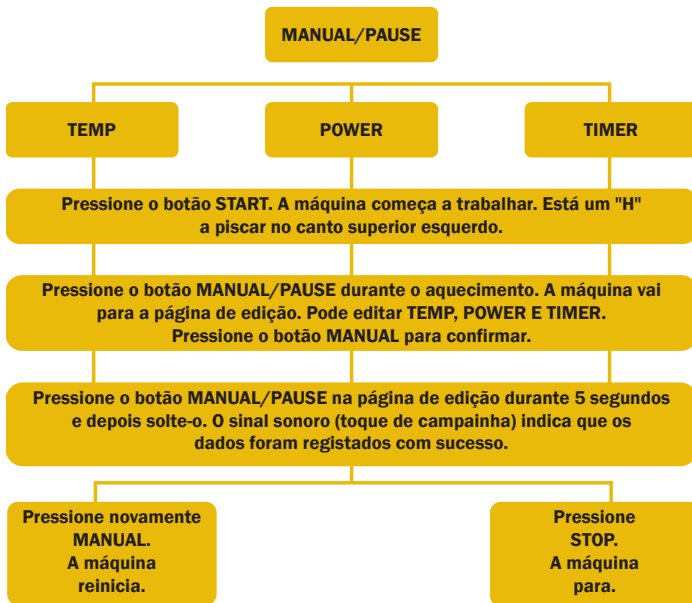 MANUAL/PAUSE
TEMP
POWER
TIMER
Pressione o botão START. A máquina começa a trabalhar. Está um "H"
a piscar no canto superior esquerdo.
Pressione o botão MANUAL/PAUSE durante o aquecimento. A máquina vai
para a página de edição. Pode editar TEMP, POWER E TIMER.
Pressione o botão MANUAL para confirmar.
Pressione o botão MANUAL/PAUSE na página de edição durante 5 segundos
e depois solte-o. O sinal sonoro (toque de campainha) indica que os
dados foram registados com sucesso.
Pressione novamente
MANUAL.
A máquina
reinicia.
Pressione
STOP.
A máquina
para.